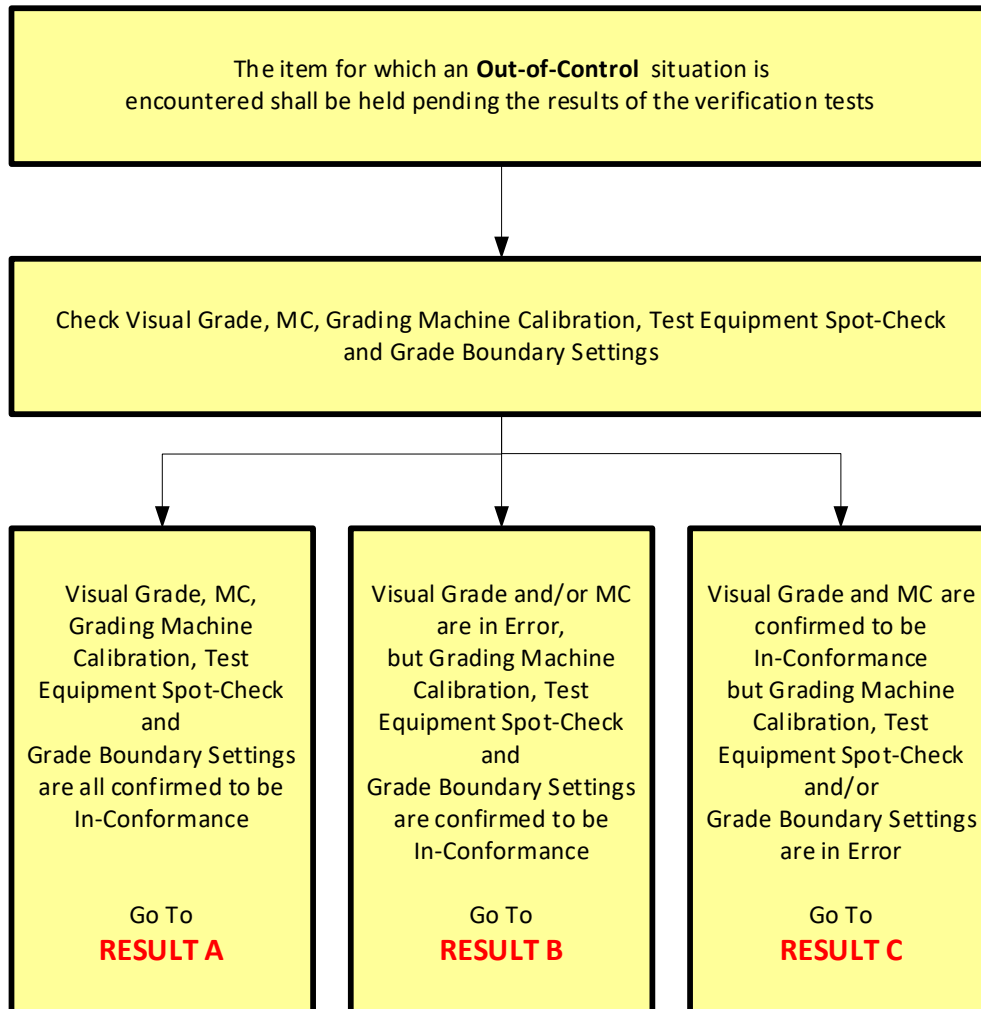 The item for which an Out-of-Control situation is
encountered shall be held pending the results of the verification tests
Check Visual Grade, MC, Grading Machine Calibration, Test Equipment Spot-Check
and Grade Boundary Settings
Visual Grade, MC,
Grading Machine
Calibration, Test
Equipment Spot-Check
and
Grade Boundary Settings
are all confirmed to be
In-Conformance
Go To
RESULT A
Visual Grade and/or MC
are in Error,
but Grading Machine
Calibration, Test
Equipment Spot-Check
and
Grade Boundary Settings
are confirmed to be
In-Conformance
Go To
RESULT B
Visual Grade and MC are
confirmed to be
In-Conformance
but Grading Machine
Calibration, Test
Equipment Spot-Check
and/or
Grade Boundary Settings
are in Error
Go To
RESULT C